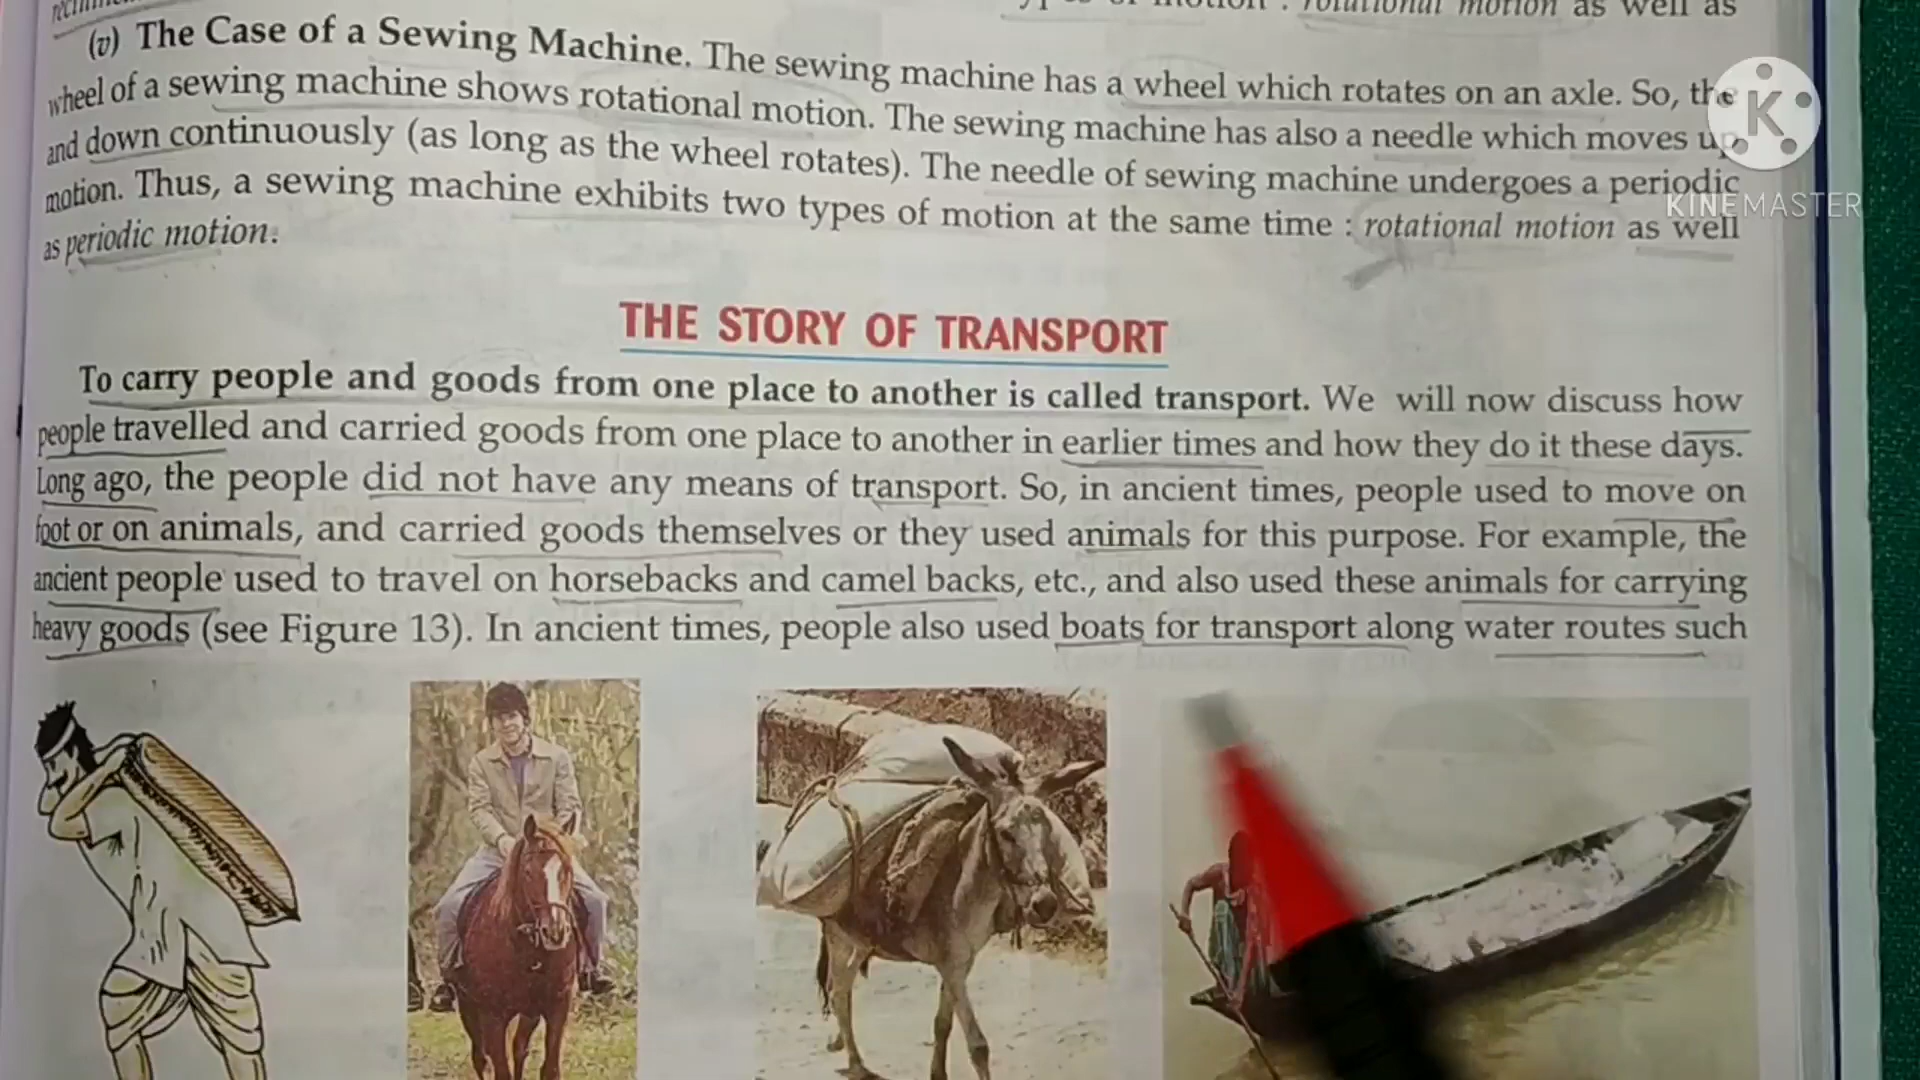 types of motion : rotational motion as well as
(v) The Case of a Sewing Machine. The sewing machine has a wheel which rotates on an axle. So, the
wheel of a sewing machine shows rotational motion. The sewing machine has also a needle which moves up
and down continuously (as long as the wheel rotates). The needle of sewing machine undergoes a periodic
motion. Thus, a sewing machine exhibits two types of motion at the same time : rotational motion as well
as periodic motion.
K
KINEMASTER
THE STORY OF TRANSPORT
To carry people and goods from one place to another is called transport. We will now discuss how
people travelled and carried goods from one place to another in earlier times and how they do it these days.
Long ago, the people did not have any means of transport. So, in ancient times, people used to move on
foot or on animals, and carried goods themselves or they used animals for this purpose. For example, the
ancient people used to travel on horsebacks and camel backs, etc., and also used these animals for carrying
heavy goods (see Figure 13). In ancient times, people also used boats for transport along water routes such